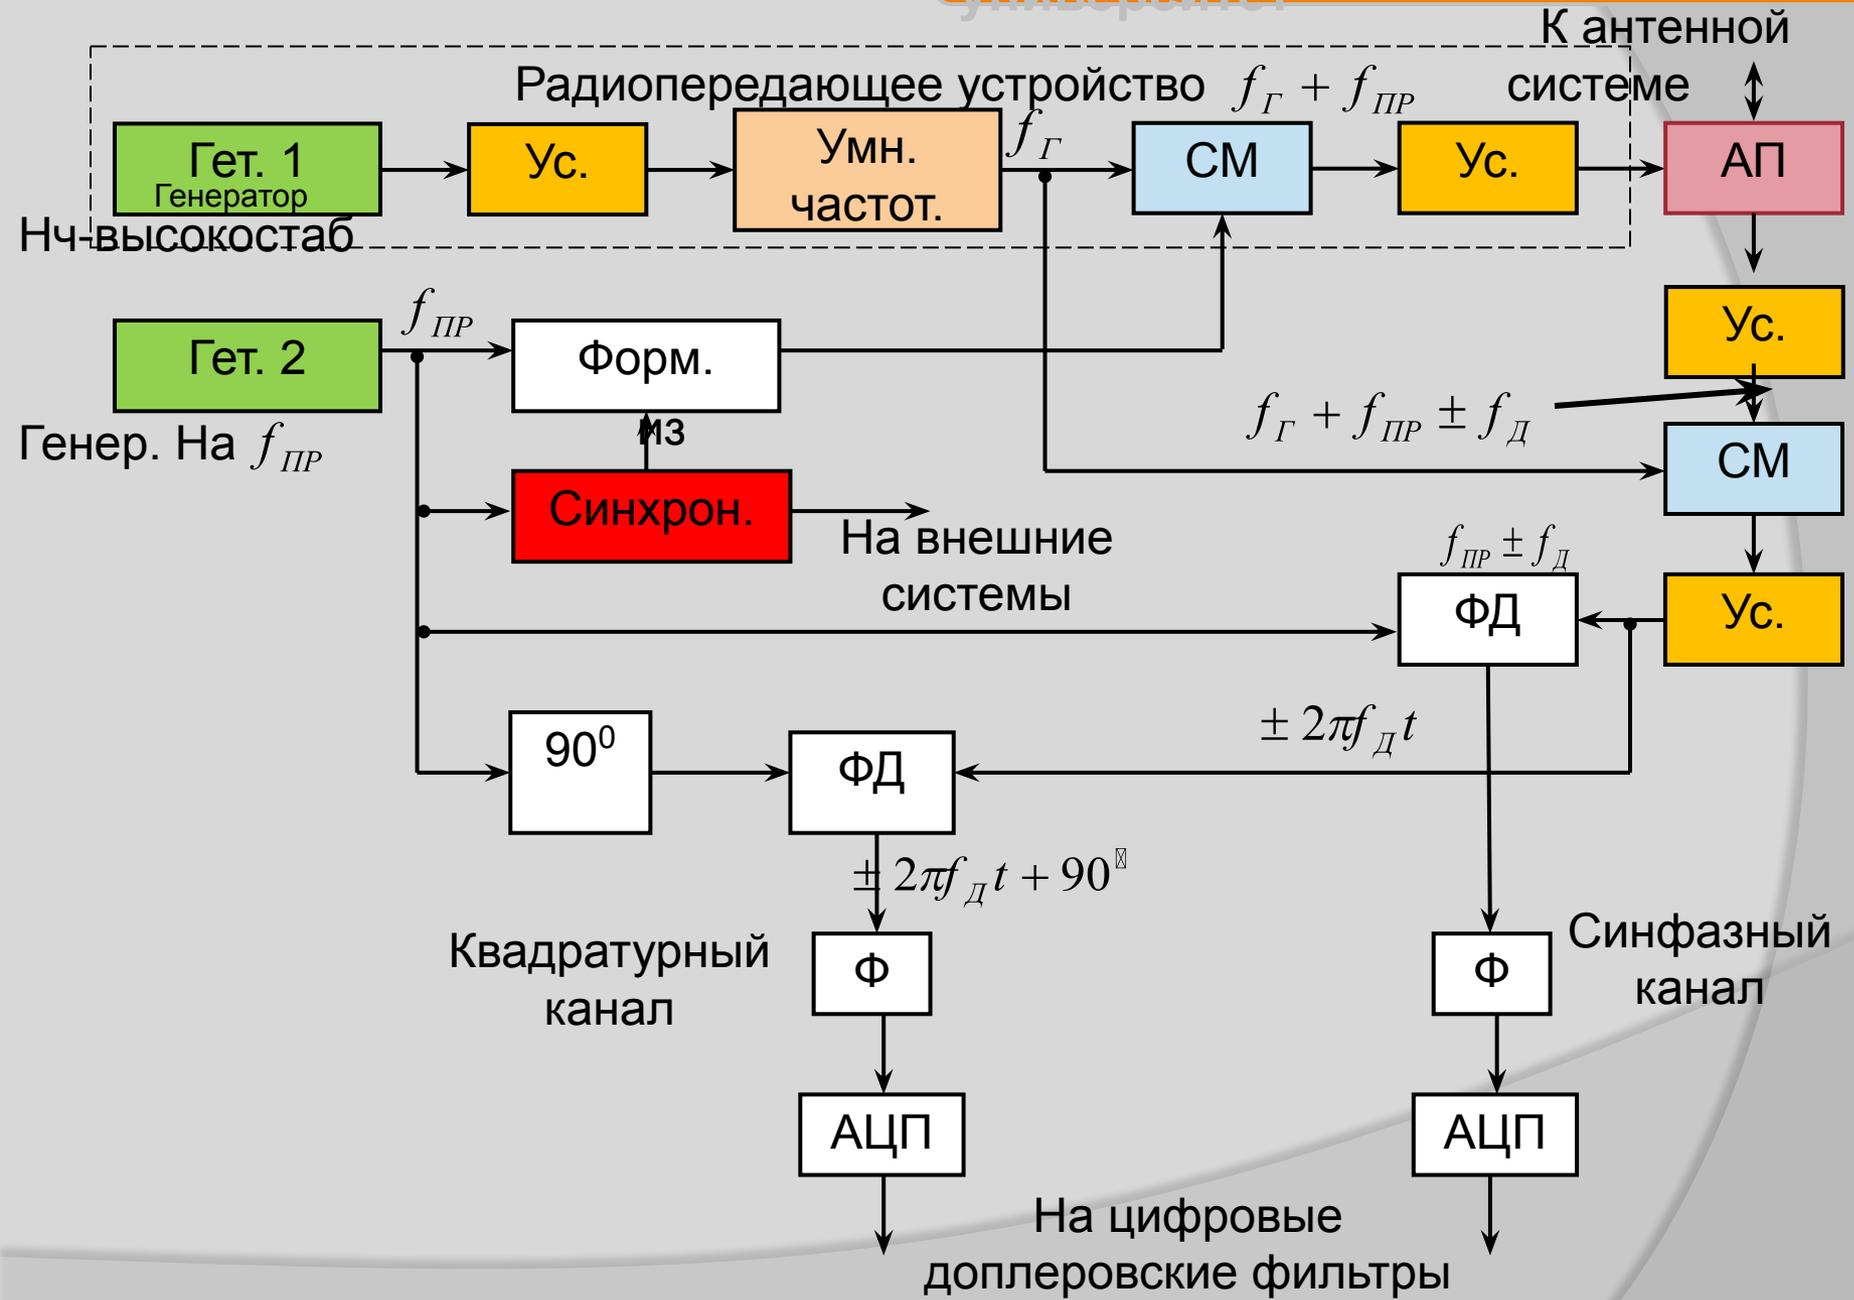 К антенной
системе
Радиопередающее устройство
f_Г + f_ПР
Гет. 1
Генератор
Нч-высокостаб
Ус.
Умн.
частот.
f_Г
СМ
Ус.
АП
Гет. 2
Генер. На f_ПР
f_ПР
Форм.
из
Ус.
f_Г + f_ПР ± f_Д
СМ
Синхрон.
На внешние
системы
f_ПР ± f_Д
ФД
Ус.
90⁰
ФД
± 2πf_Д t
± 2πf_Д t + 90
Квадратурный
канал
Ф
Ф
Синфазный
канал
АЦП
АЦП
На цифровые
доплеровские фильтры